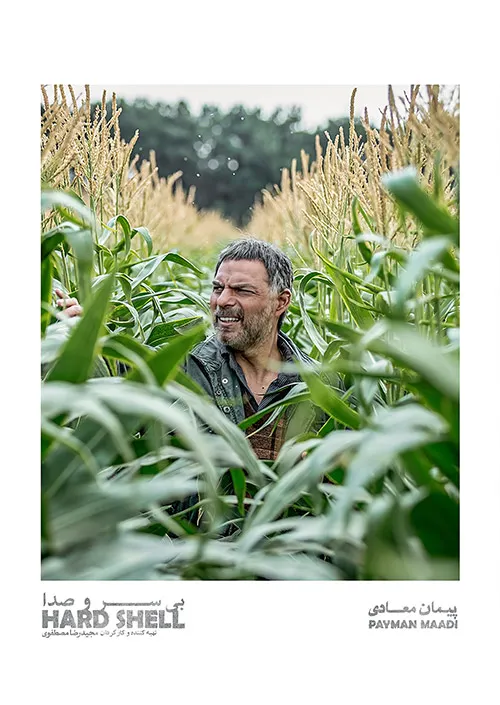 بی سر و صدا
HARD SHELL
تهیه کننده و کارگردان مجیدرضا مصطفوی
پیمان معادی
PAYMAN MAADI